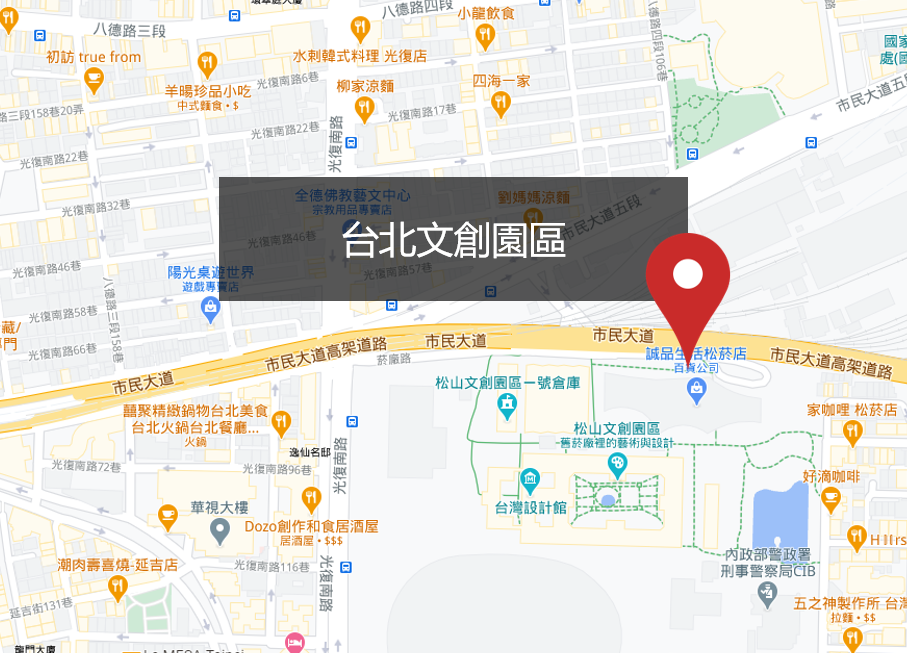 八德路三段
八德路四段
小龍飲食
初訪 true from
水刺韓式料理 光復店
羊暘珍品小吃
中式麵食・$
光復南路6巷
柳家涼麵
四海一家
三段158巷20弄
光復南路17巷
光復南路22巷
光復南路22巷
光復南路
市民大道五段
全德佛教藝文中心
宗教用品專賣店
劉媽媽涼麵
市民大道五段
光復南路32巷
光復南路46巷
台北文創園區
光復南路46巷
光復南路57巷
陽光桌遊世界
遊戲專賣店
八德路三段158巷
光復南路58巷
光復南路66巷
市民大道
市民大道高架道路
市民大道
市民大道
菸廠路
誠品生活松菸店
百貨公司
市民大道高架道路
松山文創園區一號倉庫
囍聚精緻鍋物台北美食
台北火鍋台北餐廳...
火鍋
家咖哩 松菸店
松山文創園區
舊菸廠裡的藝術與設計
逸仙名邸
光復南路72巷
光復南路96巷
光復南路
好滴咖啡
華視大樓
台灣設計館
Dozo創作和食居酒屋
居酒屋・$$$
潮肉壽喜燒-延吉店
光復南路116巷
光復南路
內政部警政署
刑事警察局CIB
延吉街131巷
五之神製作所 台灣
拉麵・$$
龍門大廈